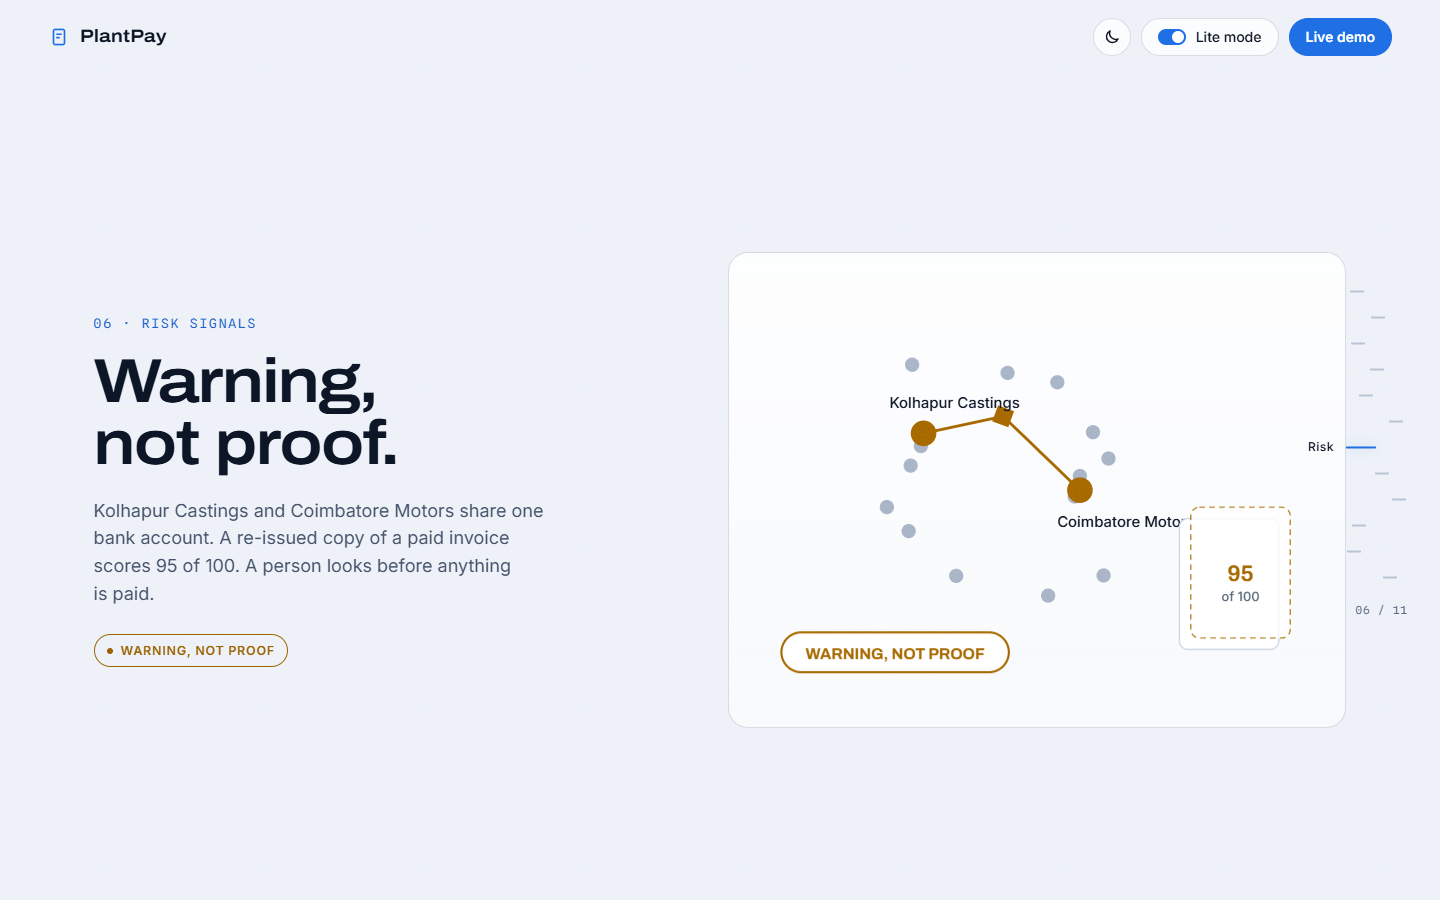 PlantPay
Lite mode
Live demo
06 · RISK SIGNALS
Warning,
not proof.
Kolhapur Castings and Coimbatore Motors share one
bank account. A re-issued copy of a paid invoice
scores 95 of 100. A person looks before anything
is paid.
WARNING, NOT PROOF
Kolhapur Castings
Coimbatore Motor
95
of 100
WARNING, NOT PROOF
Risk
06 / 11